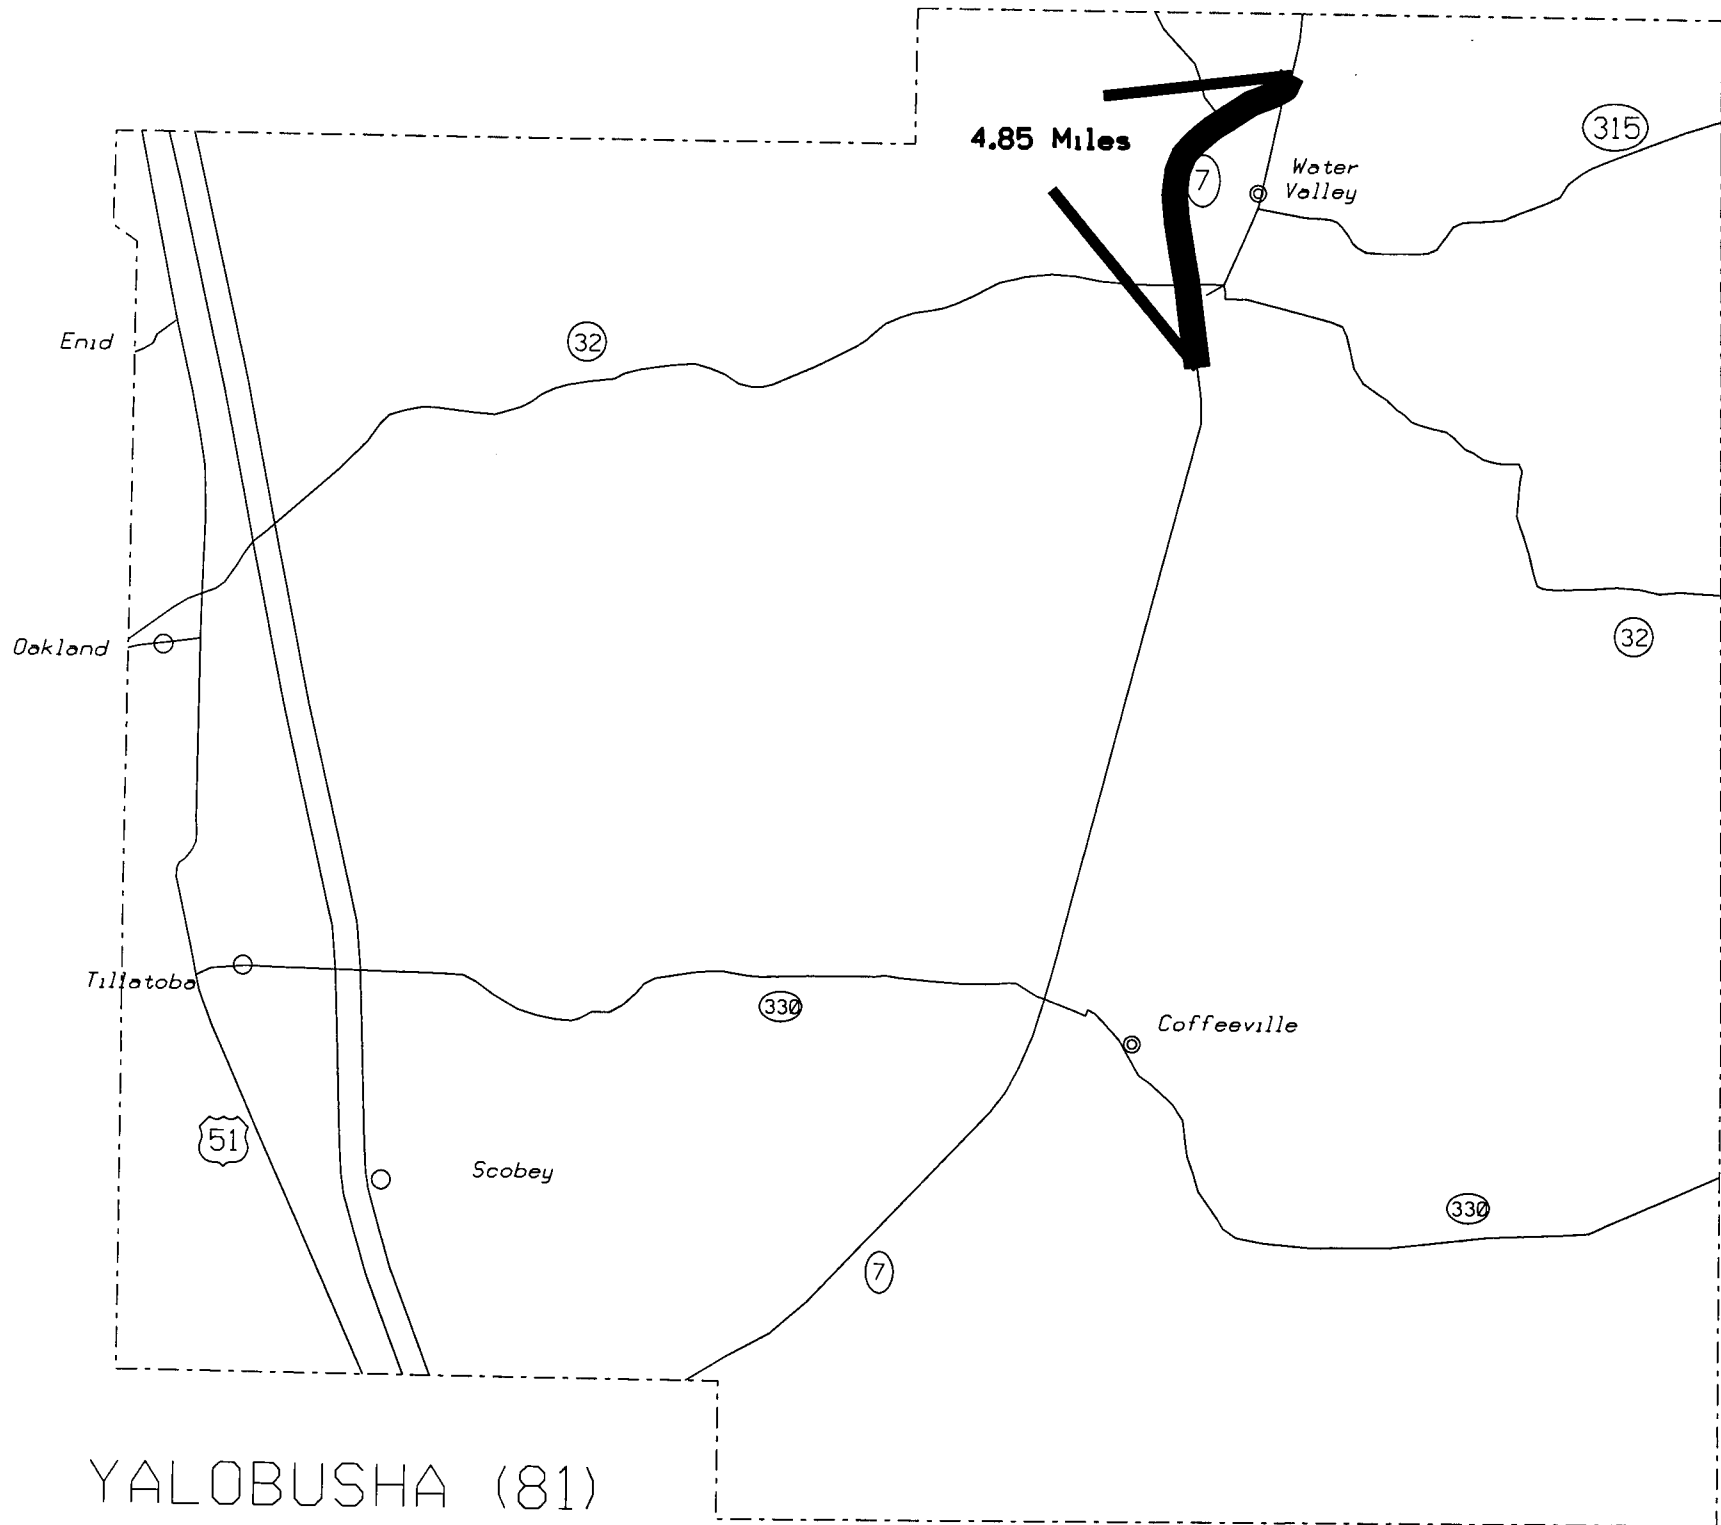 315
4.85 Miles
7
Water
Valley
Enid
32
Oakland
32
Tillatoba
330
Coffeeville
51
Scobey
330
7
YALOBUSHA (81)